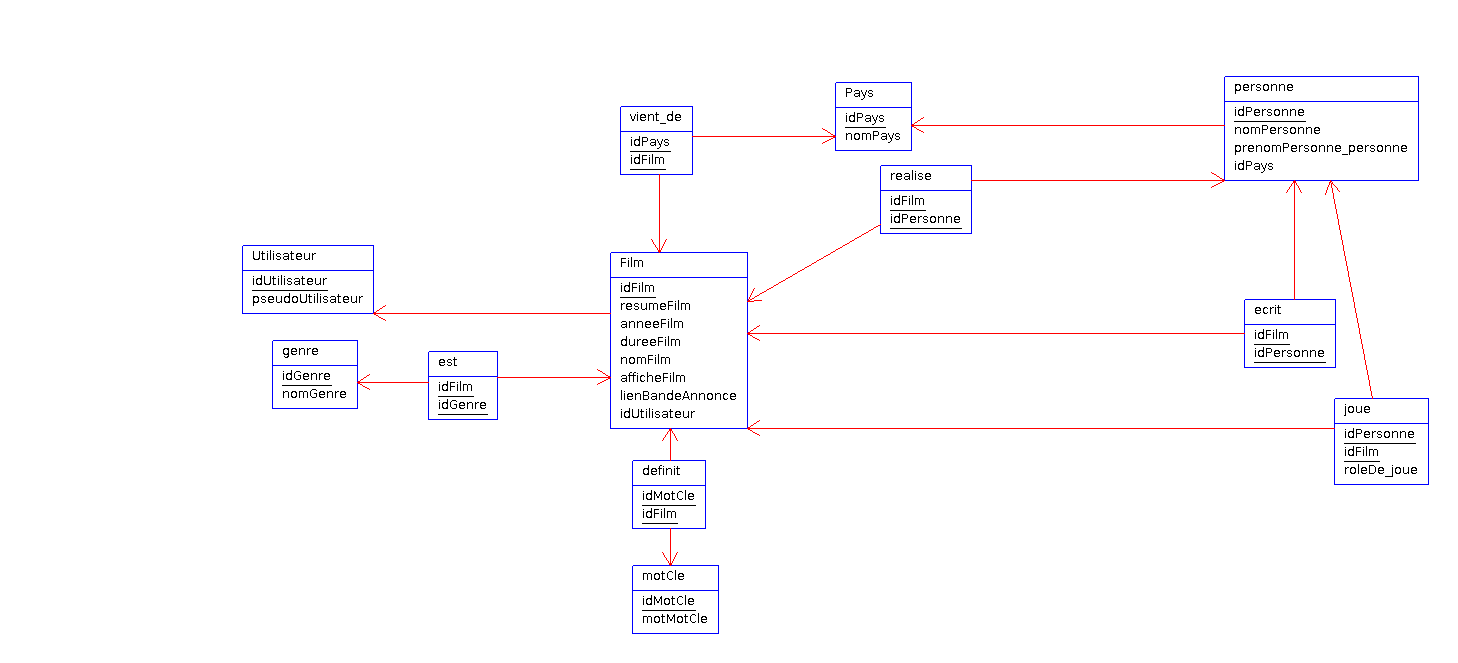 Pays
idPays
nomPays
personne
idPersonne
nomPersonne
prenomPersonne_personne
idPays
vient_de
idPays
idFilm
realise
idFilm
idPersonne
Utilisateur
idUtilisateur
pseudoUtilisateur
Film
idFilm
resumeFilm
anneeFilm
dureeFilm
nomFilm
afficheFilm
lienBandeAnnonce
idUtilisateur
ecrit
idFilm
idPersonne
genre
idGenre
nomGenre
est
idFilm
idGenre
joue
idPersonne
idFilm
roleDe_joue
definit
idMotCle
idFilm
motCle
idMotCle
motMotCle